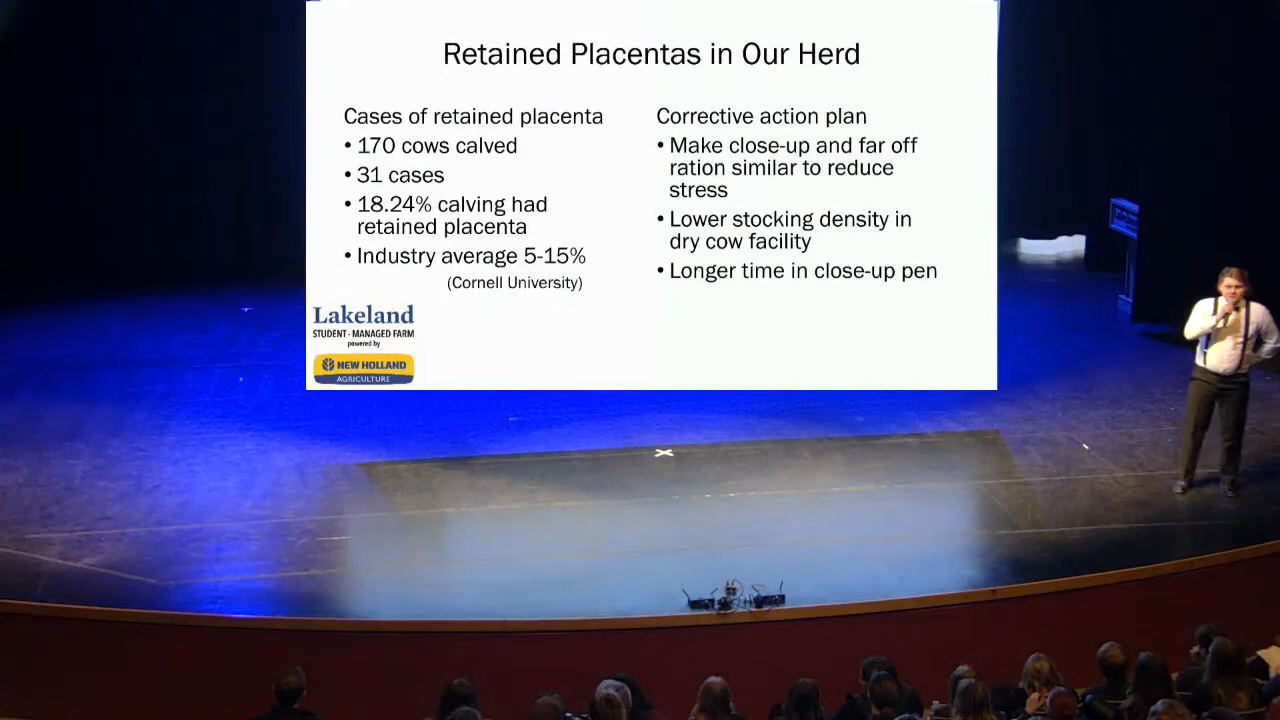 Retained Placentas in Our Herd
Cases of retained placenta
• 170 cows calved
• 31 cases
• 18.24% calving had
retained placenta
• Industry average 5-15%
(Cornell University)
Corrective action plan
• Make close-up and far off
ration similar to reduce
stress
• Lower stocking density in
dry cow facility
• Longer time in close-up pen
Lakeland
STUDENT - MANAGED FARM
powered by
NEW HOLLAND
AGRICULTURE